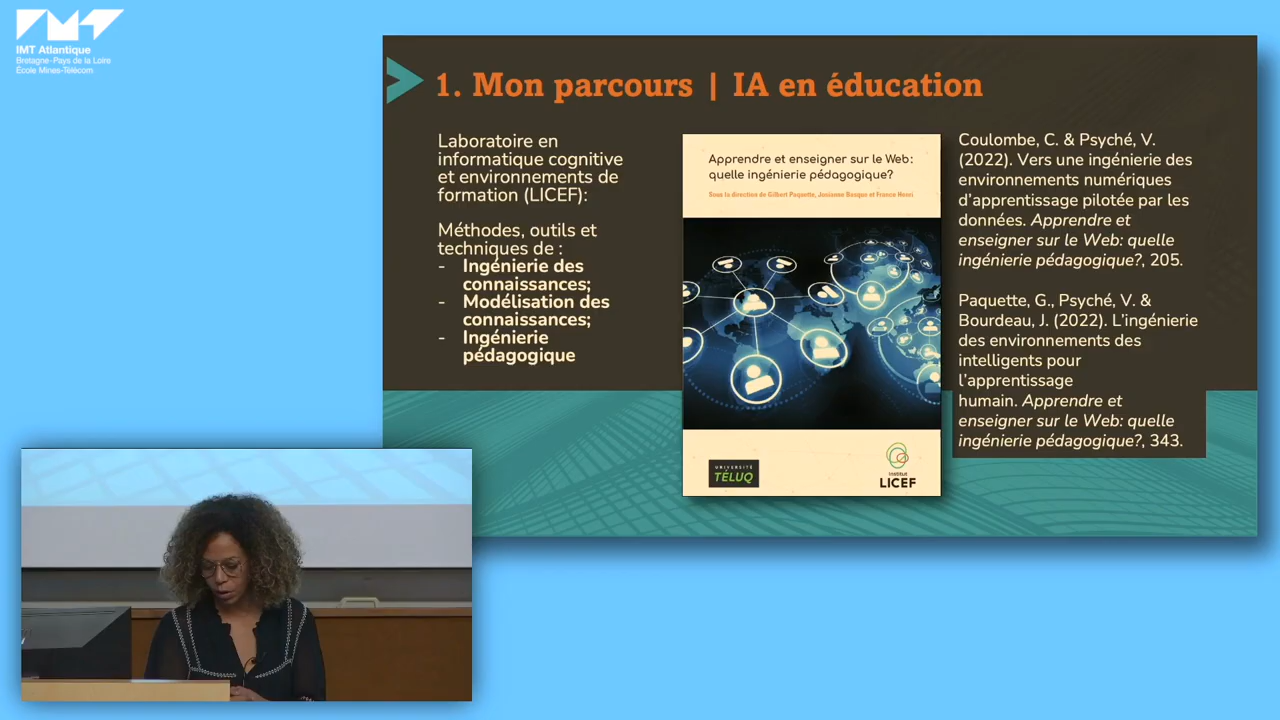 IMT Atlantique
Bretagne-Pays de la Loire
École Mines-Télécom
1. Mon parcours | IA en éducation
Laboratoire en
informatique cognitive
et environnements de
formation (LICEF):
Méthodes, outils et
techniques de :
- Ingénierie des
connaissances;
- Modélisation des
connaissances;
- Ingénierie
pédagogique
Apprendre et enseigner sur le Web:
quelle ingénierie pédagogique?
Sous la direction de Gilbert Paquette, Josianne Basque et France Henri
UNIVERSITÉ
TÉLUQ
Institut
LICEF
Coulombe, C. & Psyché, V.
(2022). Vers une ingénierie des
environnements numériques
d’apprentissage pilotée par les
données. Apprendre et
enseigner sur le Web: quelle
ingénierie pédagogique?, 205.
Paquette, G., Psyché, V. &
Bourdeau, J. (2022). L’ingénierie
des environnements des
intelligents pour
l’apprentissage
humain. Apprendre et
enseigner sur le Web: quelle
ingénierie pédagogique?, 343.